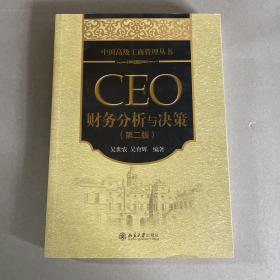 中国高级工商管理丛书
CEO
财务分析与决策
(第二版)
吴世农 吴育辉 编著
北京大学出版社